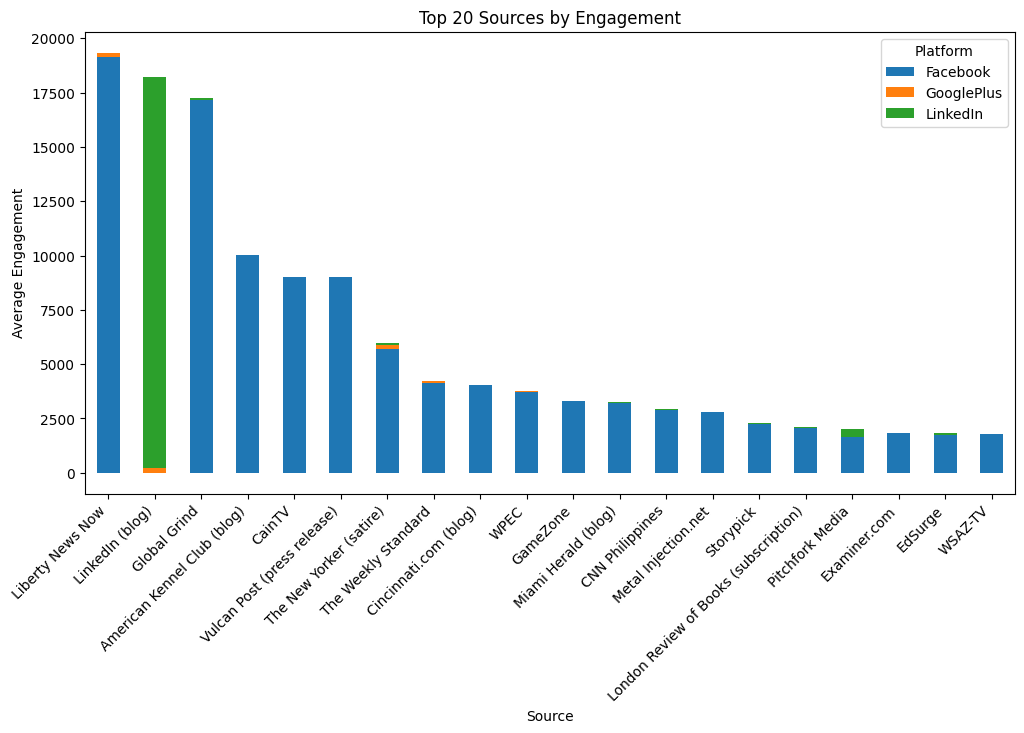 Top 20 Sources by Engagement
Platform
Facebook
GooglePlus
LinkedIn
Average Engagement
20000
17500
15000
12500
10000
7500
5000
2500
0
Liberty News Now
LinkedIn (blog)
Global Grind
American Kennel Club (blog)
CainTV
Vulcan Post (press release)
The New Yorker (satire)
The Weekly Standard
Cincinnati.com (blog)
WPEC
GameZone
Miami Herald (blog)
CNN Philippines
Metal Injection.net
Storypick
London Review of Books (subscription)
Pitchfork Media
Examiner.com
EdSurge
WSAZ-TV
Source